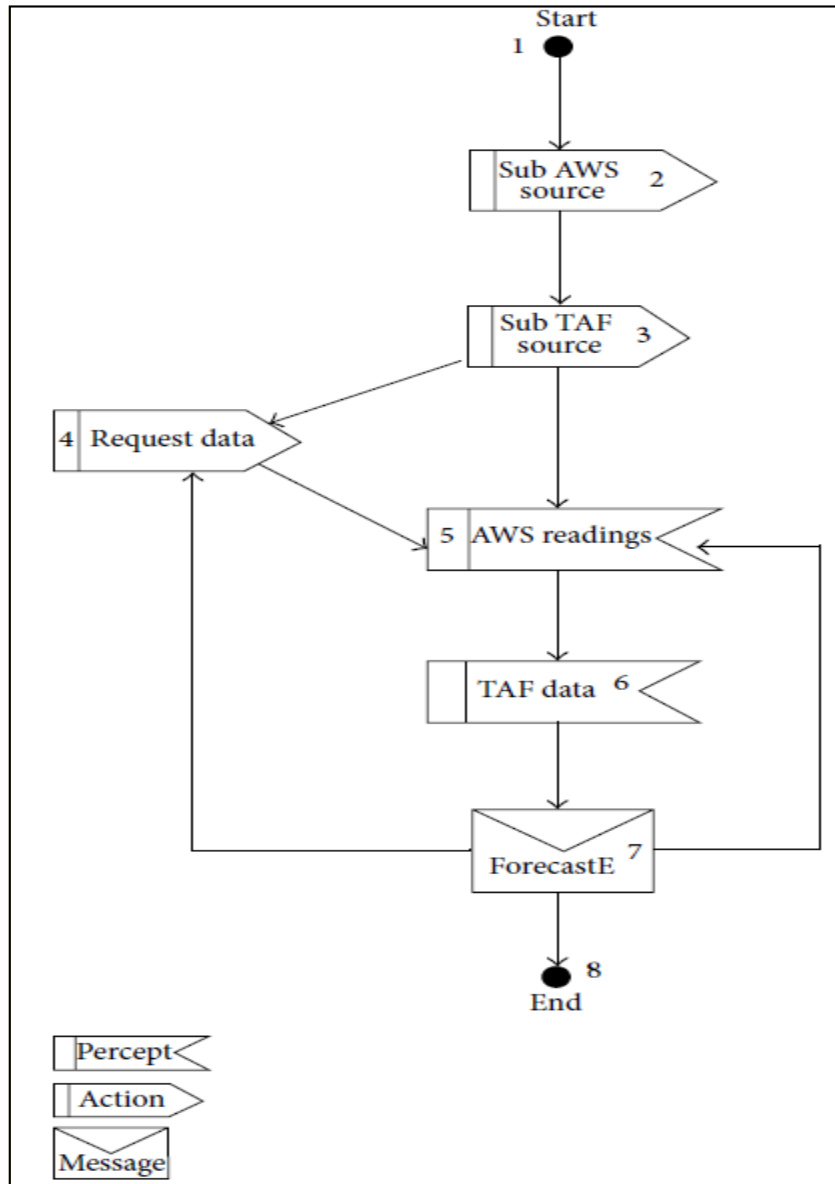 Start
1
Sub AWS 2
source
Sub TAF 3
source
4 Request data
5 AWS readings
TAF data 6
ForecastE 7
8
End
Percept
Action
Message